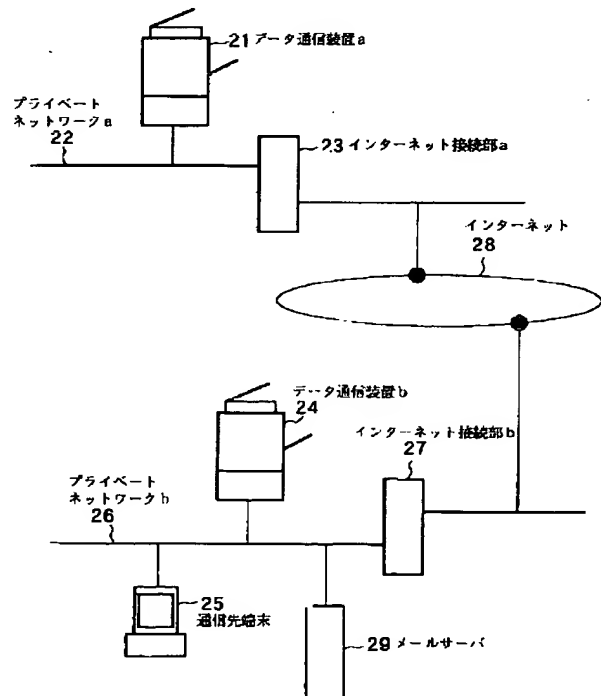 21 データ通信装置a
プライベート
ネットワークa
22
23 インターネット接続部a
インターネット
28
データ通信装置b
24
インターネット接続部b
27
プライベート
ネットワークb
26
25
通信先端末
29 メールサーバ